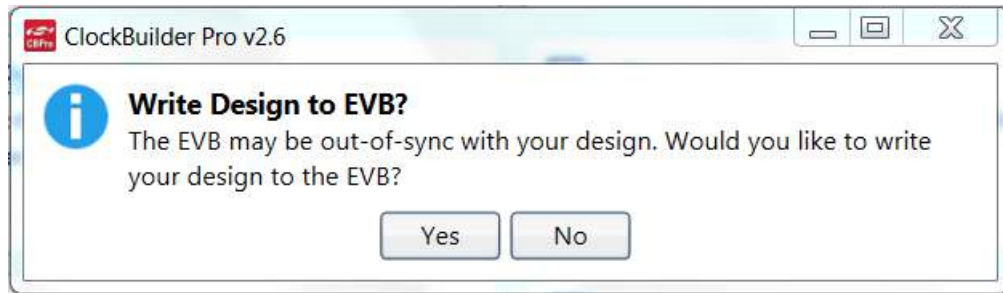 CBPro ClockBuilder Pro v2.6
Write Design to EVB?
The EVB may be out-of-sync with your design. Would you like to write
your design to the EVB?
Yes No